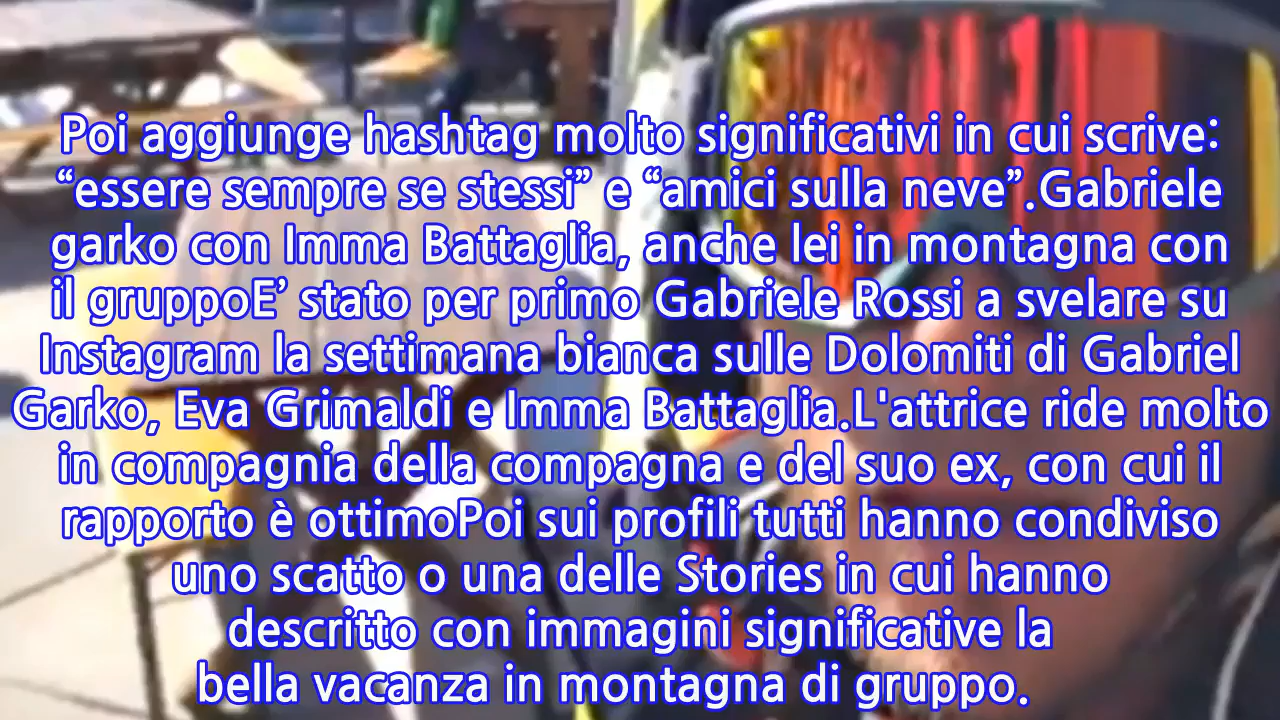 Poi aggiunge hashtag molto significativi in cui scrive:
“essere sempre se stessi” e “amici sulla neve”.Gabriele
garko con Imma Battaglia, anche lei in montagna con
il gruppoE’ stato per primo Gabriele Rossi a svelare su
Instagram la settimana bianca sulle Dolomiti di Gabriel
Garko, Eva Grimaldi e Imma Battaglia.L'attrice ride molto
in compagnia della compagna e del suo ex, con cui il
rapporto è ottimoPoi sui profili tutti hanno condiviso
uno scatto o una delle Stories in cui hanno
descritto con immagini significative la
bella vacanza in montagna di gruppo.